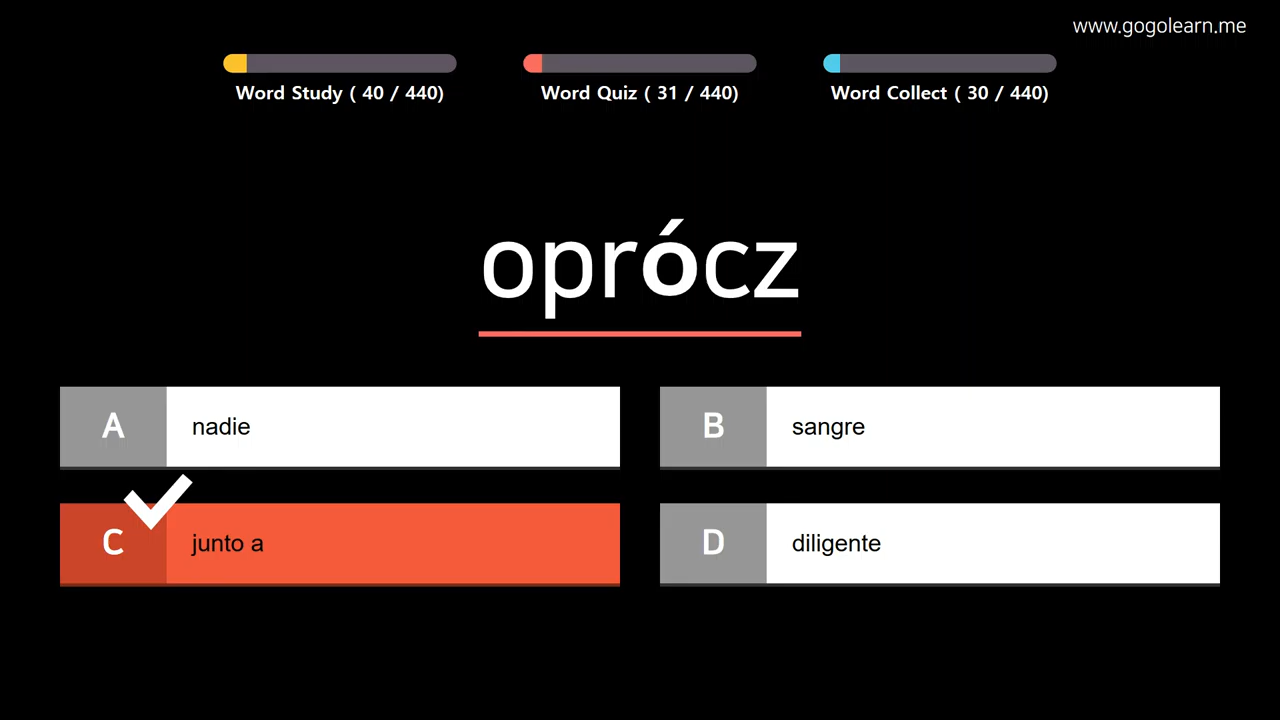 www.gogolearn.me
Word Study ( 40 / 440)
Word Quiz ( 31 / 440)
Word Collect ( 30 / 440)
oprócz
A nadie
B sangre
C junto a
D diligente